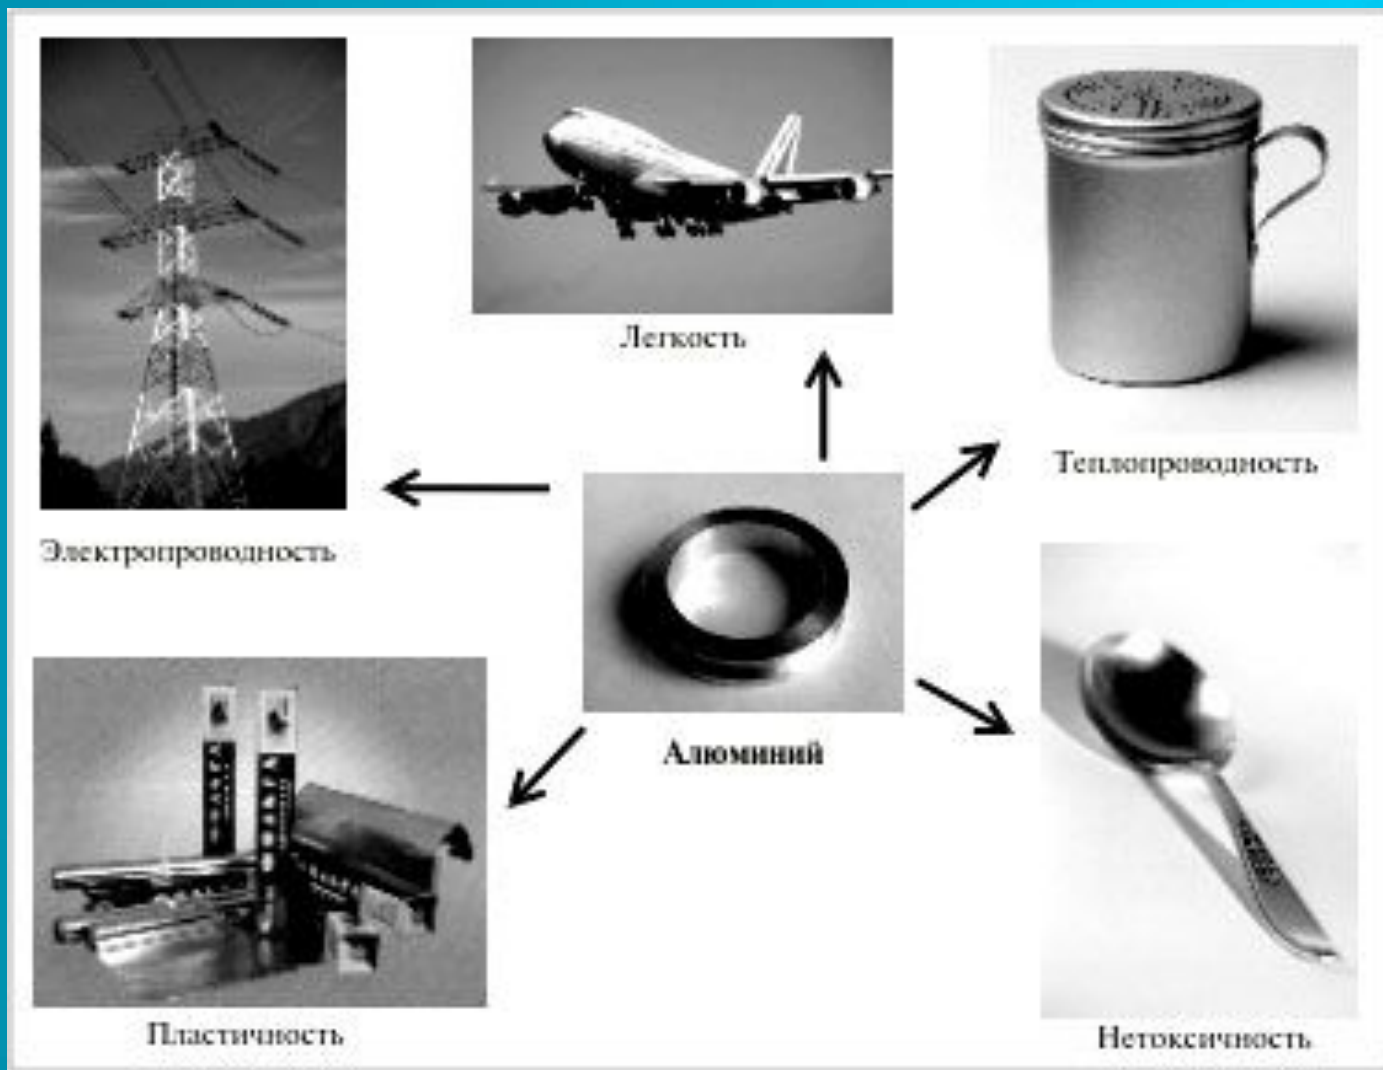 Легкость
Теплопроводность
Электропроводность
Алюминий
Пластичность
Нетоксичность